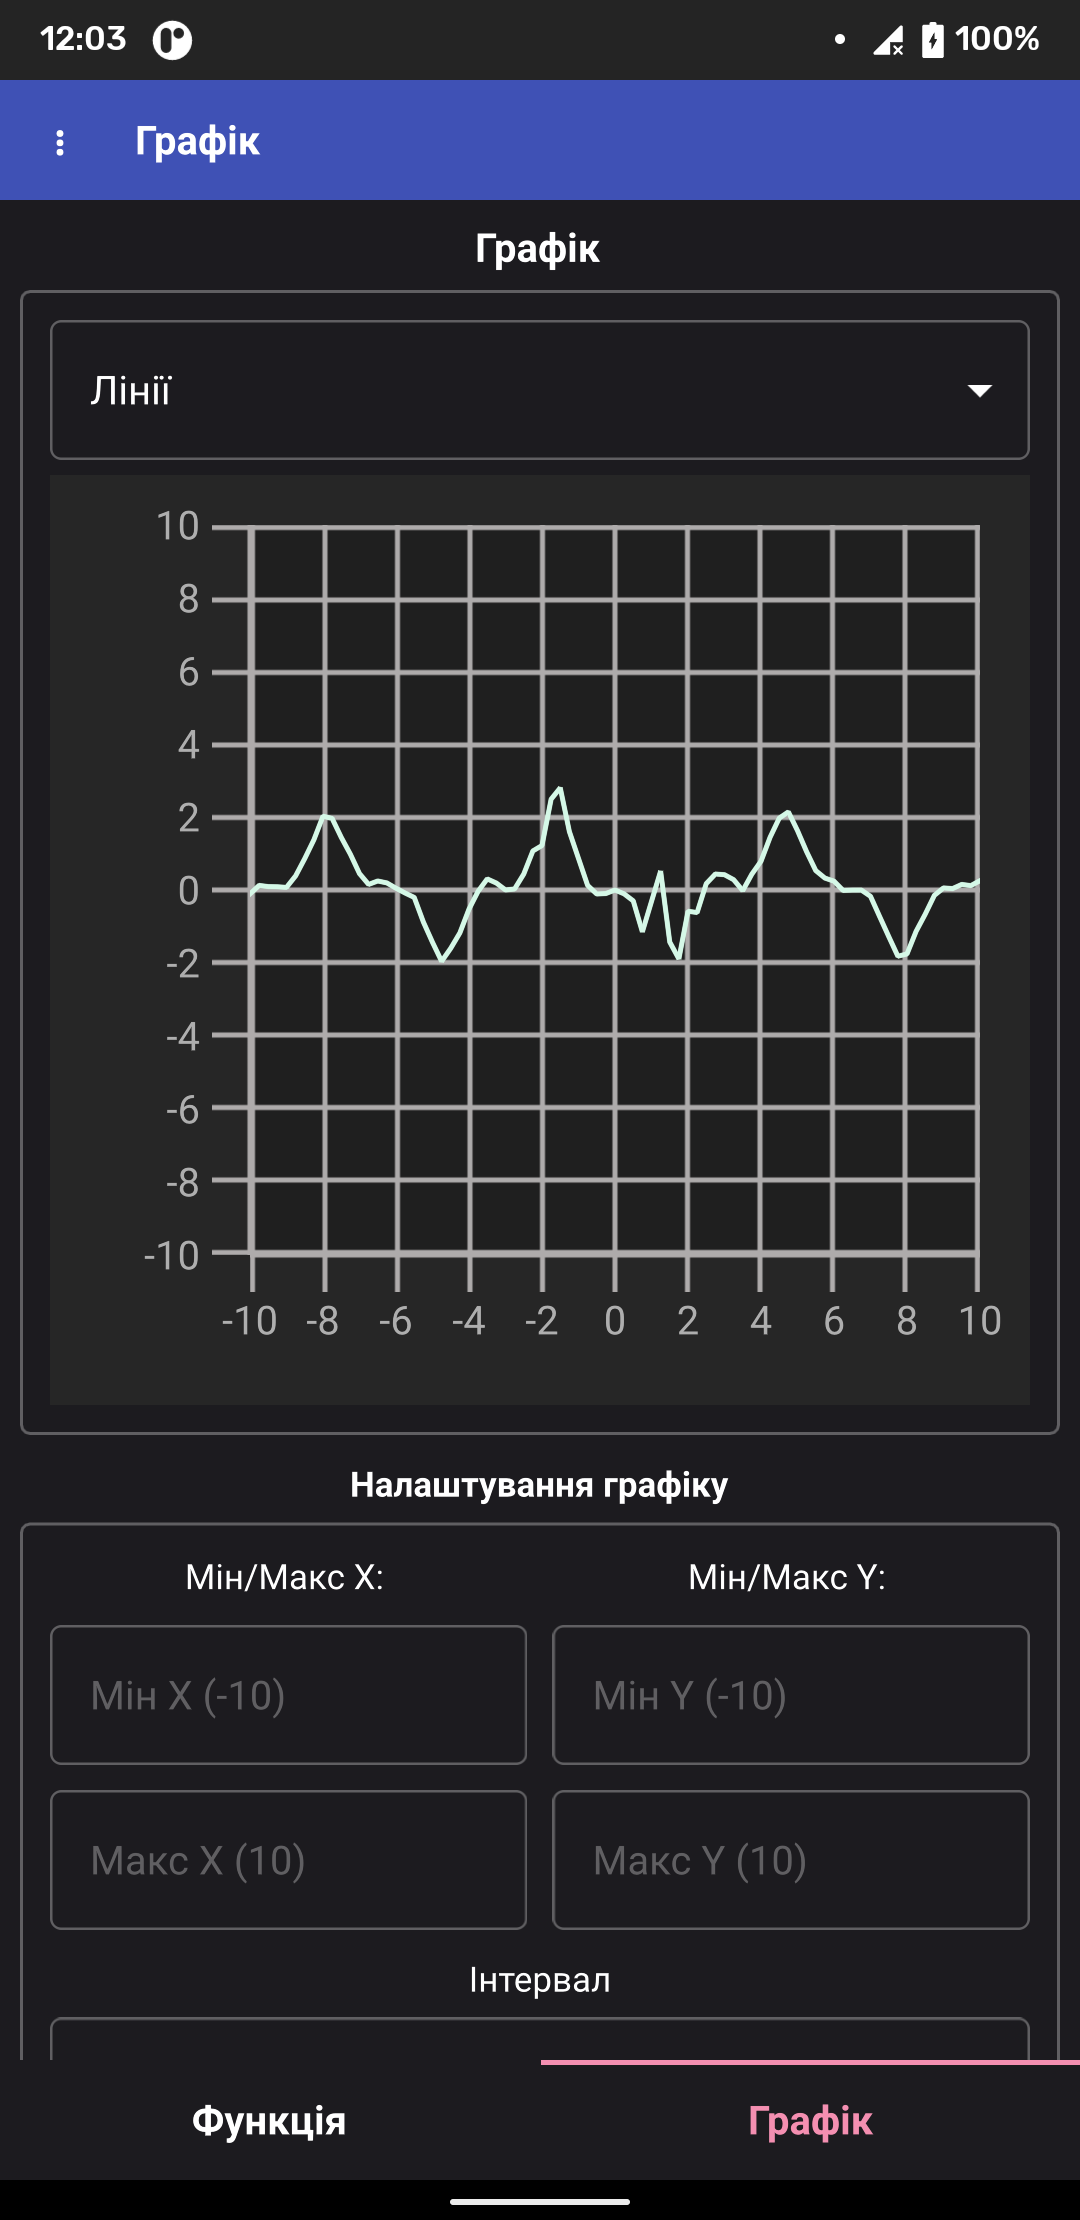 12:03
100%
Графік
Графік
Лінії
10
8
6
4
2
0
-2
-4
-6
-8
-10
-10 -8 -6 -4 -2 0 2 4 6 8 10
Налаштування графіку
Мін/Макс X: Мін/Макс Y:
Мін X (-10) Мін Y (-10)
Макс X (10) Макс Y (10)
Інтервал
Функція Графік